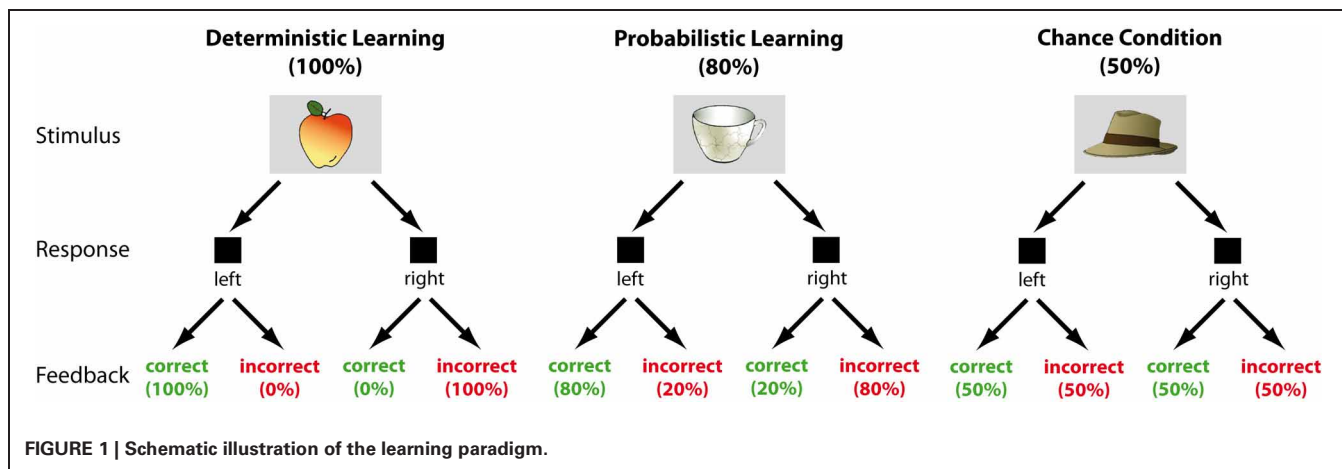 Deterministic Learning
(100%)
Probabilistic Learning
(80%)
Chance Condition
(50%)
Stimulus
Response
left
right
left
right
left
right
Feedback
correct
(100%)
incorrect
(0%)
correct
(0%)
incorrect
(100%)
correct
(80%)
incorrect
(20%)
correct
(20%)
incorrect
(80%)
correct
(50%)
incorrect
(50%)
correct
(50%)
incorrect
(50%)
FIGURE 1 | Schematic illustration of the learning paradigm.